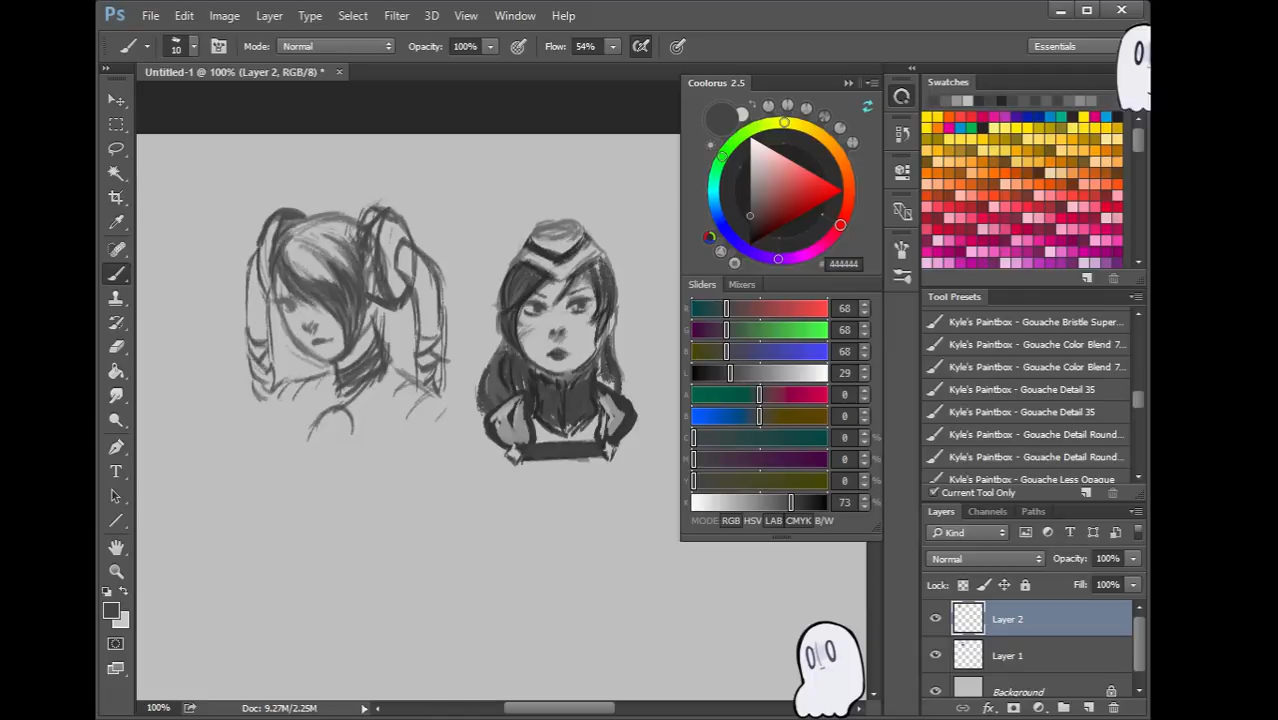 Ps File Edit Image Layer Type Select Filter 3D View Window Help
10 Mode: Normal Opacity: 100% Flow: 54% Essentials
Untitled-1 @ 100% (Layer 2, RGB/8) * ×
Coolorus 2.5
444444
Sliders Mixers
R 68
G 68
B 68
L 29
A 0
B 0
C 0 %
M 0 %
Y 0 %
K 73 %
MODE RGB HSV LAB CMYK B/W
Swatches
Tool Presets
Kyle's Paintbox - Gouache Bristle Super...
Kyle's Paintbox - Gouache Color Blend 7...
Kyle's Paintbox - Gouache Color Blend 7...
Kyle's Paintbox - Gouache Detail 35
Kyle's Paintbox - Gouache Detail 35
Kyle's Paintbox - Gouache Detail Round...
Kyle's Paintbox - Gouache Detail Round...
Kyle's Paintbox - Gouache Less Opaque
Current Tool Only
Layers Channels Paths
Kind
Normal Opacity: 100%
Lock: Fill: 100%
Layer 2
Layer 1
Background
100% Doc: 9.27M/2.25M